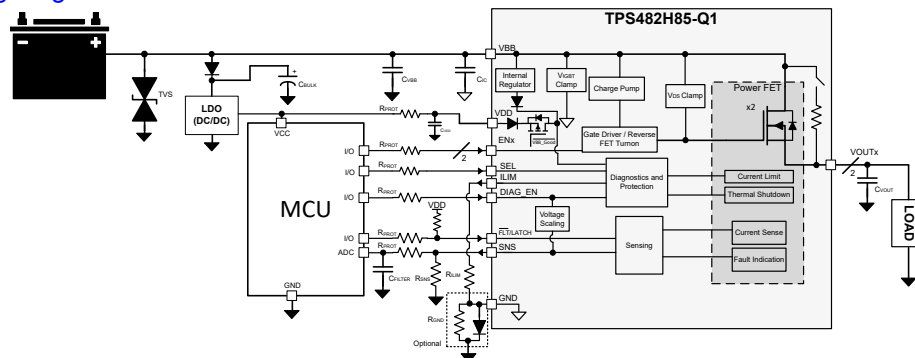 TPS482H85-Q1
VBB
TVS
CBULK
CVBB
CIC
LDO
(DC/DC)
VCC
RPROT
CVDD
VDD
Internal
Regulator
VBB_Good
VIGBT
Clamp
Charge Pump
VDS Clamp
Power FET
x2
Gate Driver / Reverse
FET Turnon
MCU
I/O
RPROT
2
ENx
I/O
RPROT
SEL
ILIM
I/O
RPROT
DIAG_EN
VDD
I/O
RPROT
FLT/LATCH
ADC
RPROT
SNS
Voltage
Scaling
Diagnostics and
Protection
Current Limit
Thermal Shutdown
Sensing
Current Sense
Fault Indication
VOUTx
2
CVOUT
LOAD
CFILTER
RSNS
RILIM
GND
GND
RGND
Optional